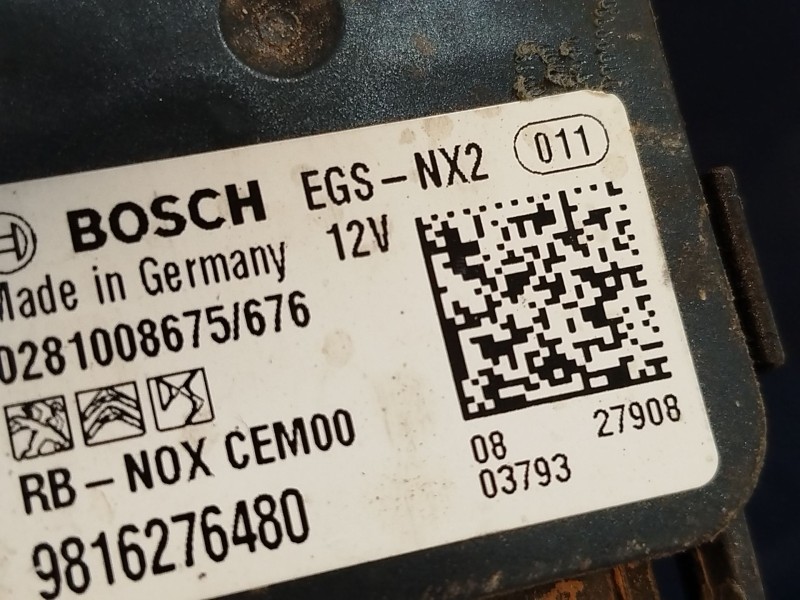 BOSCH EGS-NX2 011
Made in Germany 12V
0281008675/676
RB-NOX CEM00
9816276480
08 27908
03793